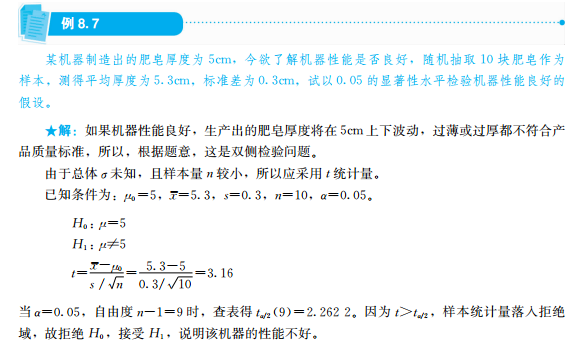 例 8.7
某机器制造出的肥皂厚度为 5cm，今欲了解机器性能是否良好，随机抽取 10 块肥皂作为
样本，测得平均厚度为 5.3cm，标准差为 0.3cm，试以 0.05 的显著性水平检验机器性能良好的
假设。
★解：如果机器性能良好，生产出的肥皂厚度将在 5cm 上下波动，过薄或过厚都不符合产
品质量标准，所以，根据题意，这是双侧检验问题。
由于总体 σ 未知，且样本量 n 较小，所以应采用 t 统计量。
已知条件为：μ₀＝5，x̄＝5.3，s＝0.3，n＝10，α＝0.05。
H₀：μ＝5
H₁：μ≠5
t＝(x̄－μ₀)/(s/√n)＝(5.3－5)/(0.3/√10)＝3.16
当 α＝0.05，自由度 n－1＝9 时，查表得 t_α/2(9)＝2.262 2。因为 t＞t_α/2，样本统计量落入拒绝
域，故拒绝 H₀，接受 H₁，说明该机器的性能不好。